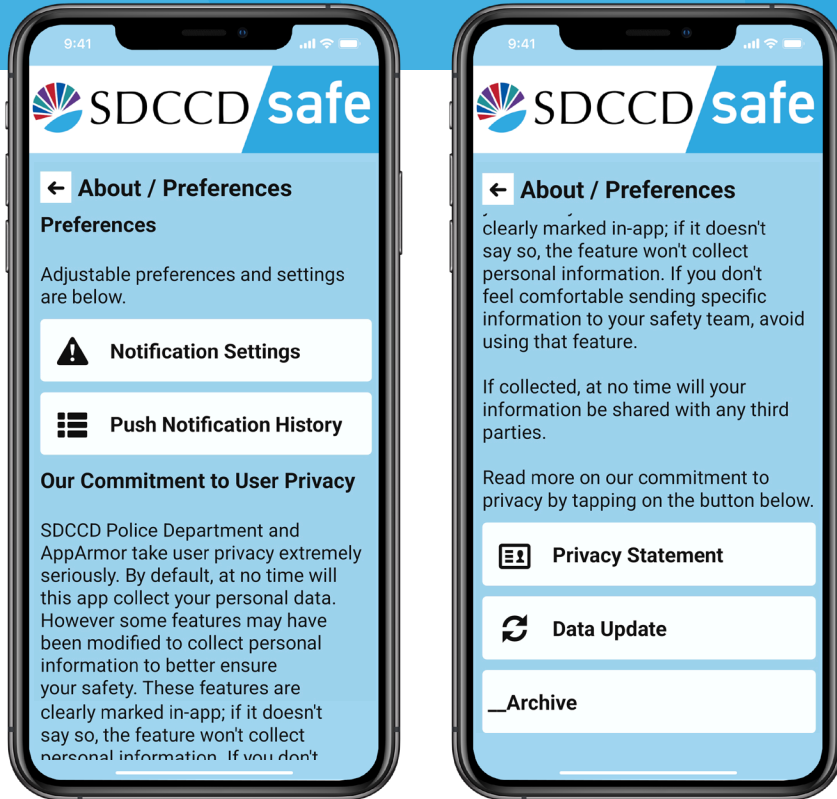 9:41
SDCCD safe
About / Preferences
Preferences
Adjustable preferences and settings
are below.
Notification Settings
Push Notification History
Our Commitment to User Privacy
SDCCD Police Department and
AppArmor take user privacy extremely
seriously. By default, at no time will
this app collect your personal data.
However some features may have
been modified to collect personal
information to better ensure
your safety. These features are
clearly marked in-app; if it doesn't
say so, the feature won't collect
personal information. If you don't
9:41
SDCCD safe
About / Preferences
clearly marked in-app; if it doesn't
say so, the feature won't collect
personal information. If you don't
feel comfortable sending specific
information to your safety team, avoid
using that feature.
If collected, at no time will your
information be shared with any third
parties.
Read more on our commitment to
privacy by tapping on the button below.
Privacy Statement
Data Update
__Archive